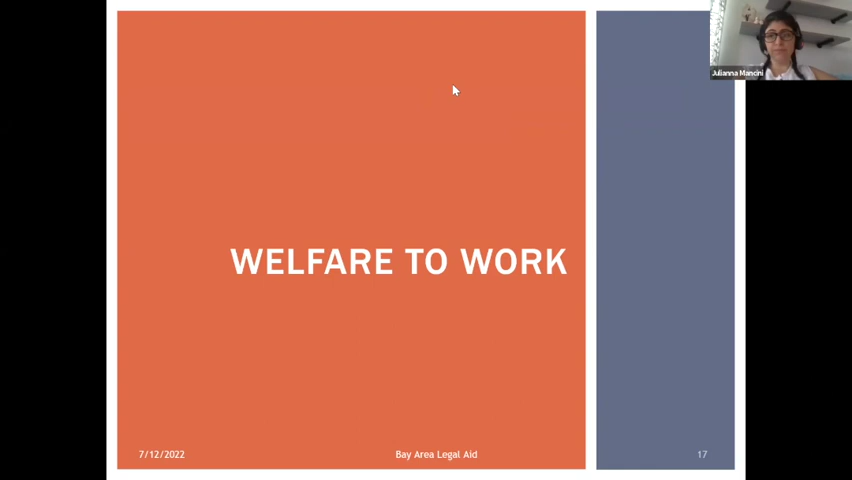 Julianna Mancini
WELFARE TO WORK
7/12/2022
Bay Area Legal Aid
17